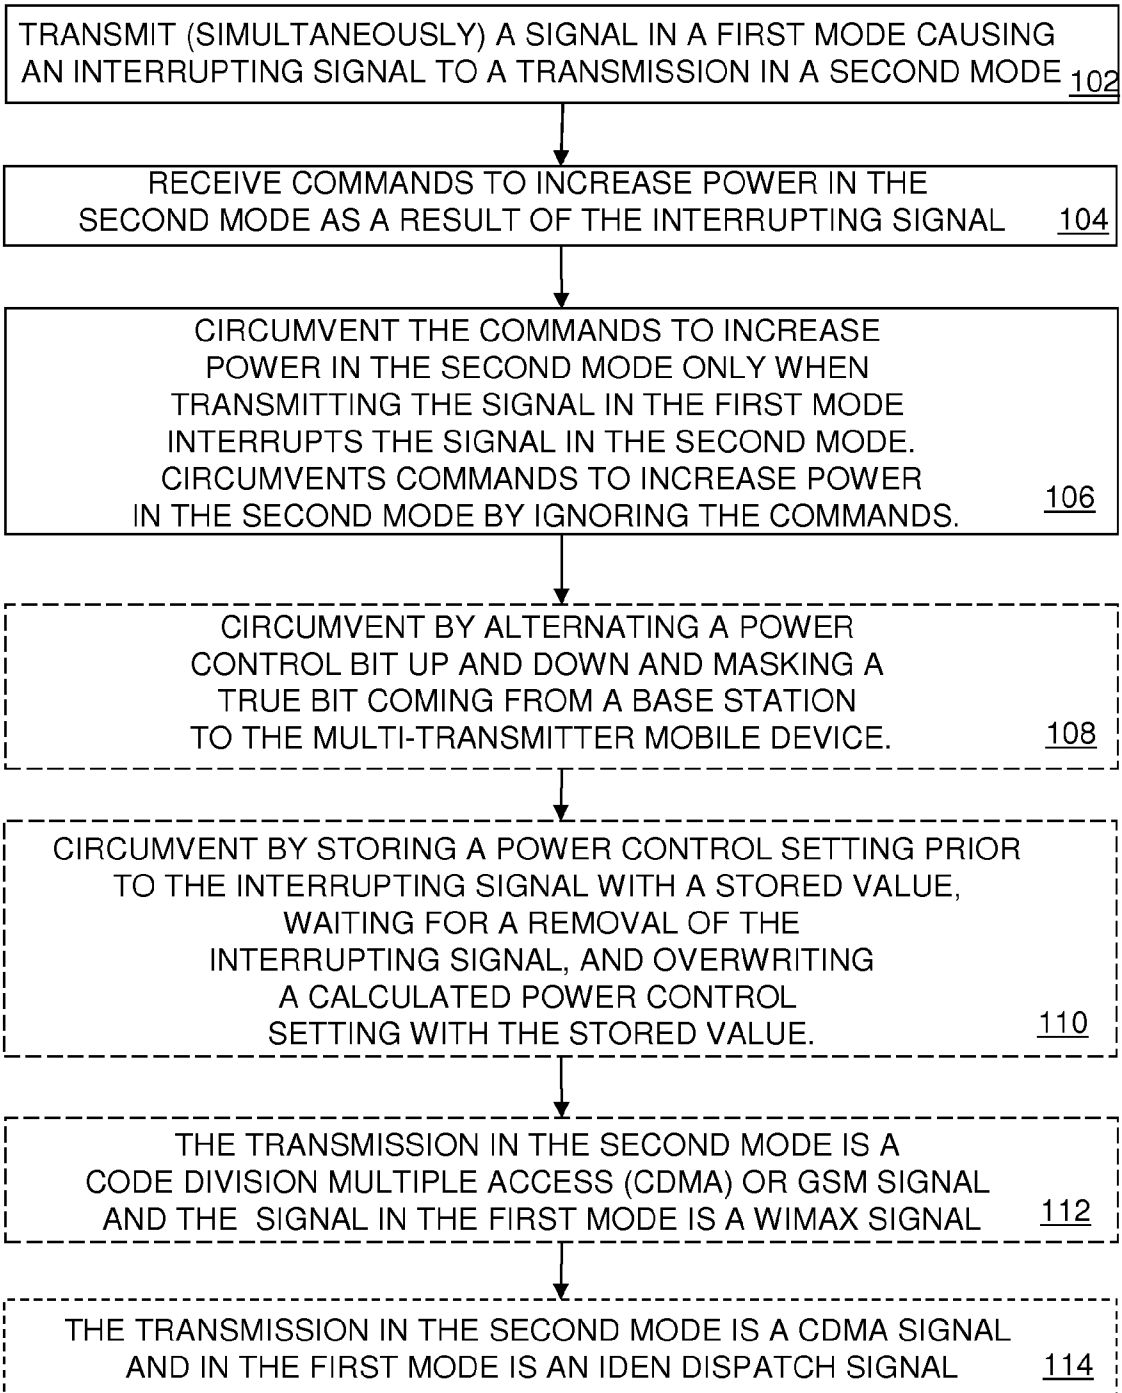 TRANSMIT (SIMULTANEOUSLY) A SIGNAL IN A FIRST MODE CAUSING
AN INTERRUPTING SIGNAL TO A TRANSMISSION IN A SECOND MODE
102
RECEIVE COMMANDS TO INCREASE POWER IN THE
SECOND MODE AS A RESULT OF THE INTERRUPTING SIGNAL
104
CIRCUMVENT THE COMMANDS TO INCREASE
POWER IN THE SECOND MODE ONLY WHEN
TRANSMITTING THE SIGNAL IN THE FIRST MODE
INTERRUPTS THE SIGNAL IN THE SECOND MODE.
CIRCUMVENTS COMMANDS TO INCREASE POWER
IN THE SECOND MODE BY IGNORING THE COMMANDS.
106
CIRCUMVENT BY ALTERNATING A POWER
CONTROL BIT UP AND DOWN AND MASKING A
TRUE BIT COMING FROM A BASE STATION
TO THE MULTI-TRANSMITTER MOBILE DEVICE.
108
CIRCUMVENT BY STORING A POWER CONTROL SETTING PRIOR
TO THE INTERRUPTING SIGNAL WITH A STORED VALUE,
WAITING FOR A REMOVAL OF THE
INTERRUPTING SIGNAL, AND OVERWRITING
A CALCULATED POWER CONTROL
SETTING WITH THE STORED VALUE.
110
THE TRANSMISSION IN THE SECOND MODE IS A
CODE DIVISION MULTIPLE ACCESS (CDMA) OR GSM SIGNAL
AND THE SIGNAL IN THE FIRST MODE IS A WIMAX SIGNAL
112
THE TRANSMISSION IN THE SECOND MODE IS A CDMA SIGNAL
AND IN THE FIRST MODE IS AN IDEN DISPATCH SIGNAL
114